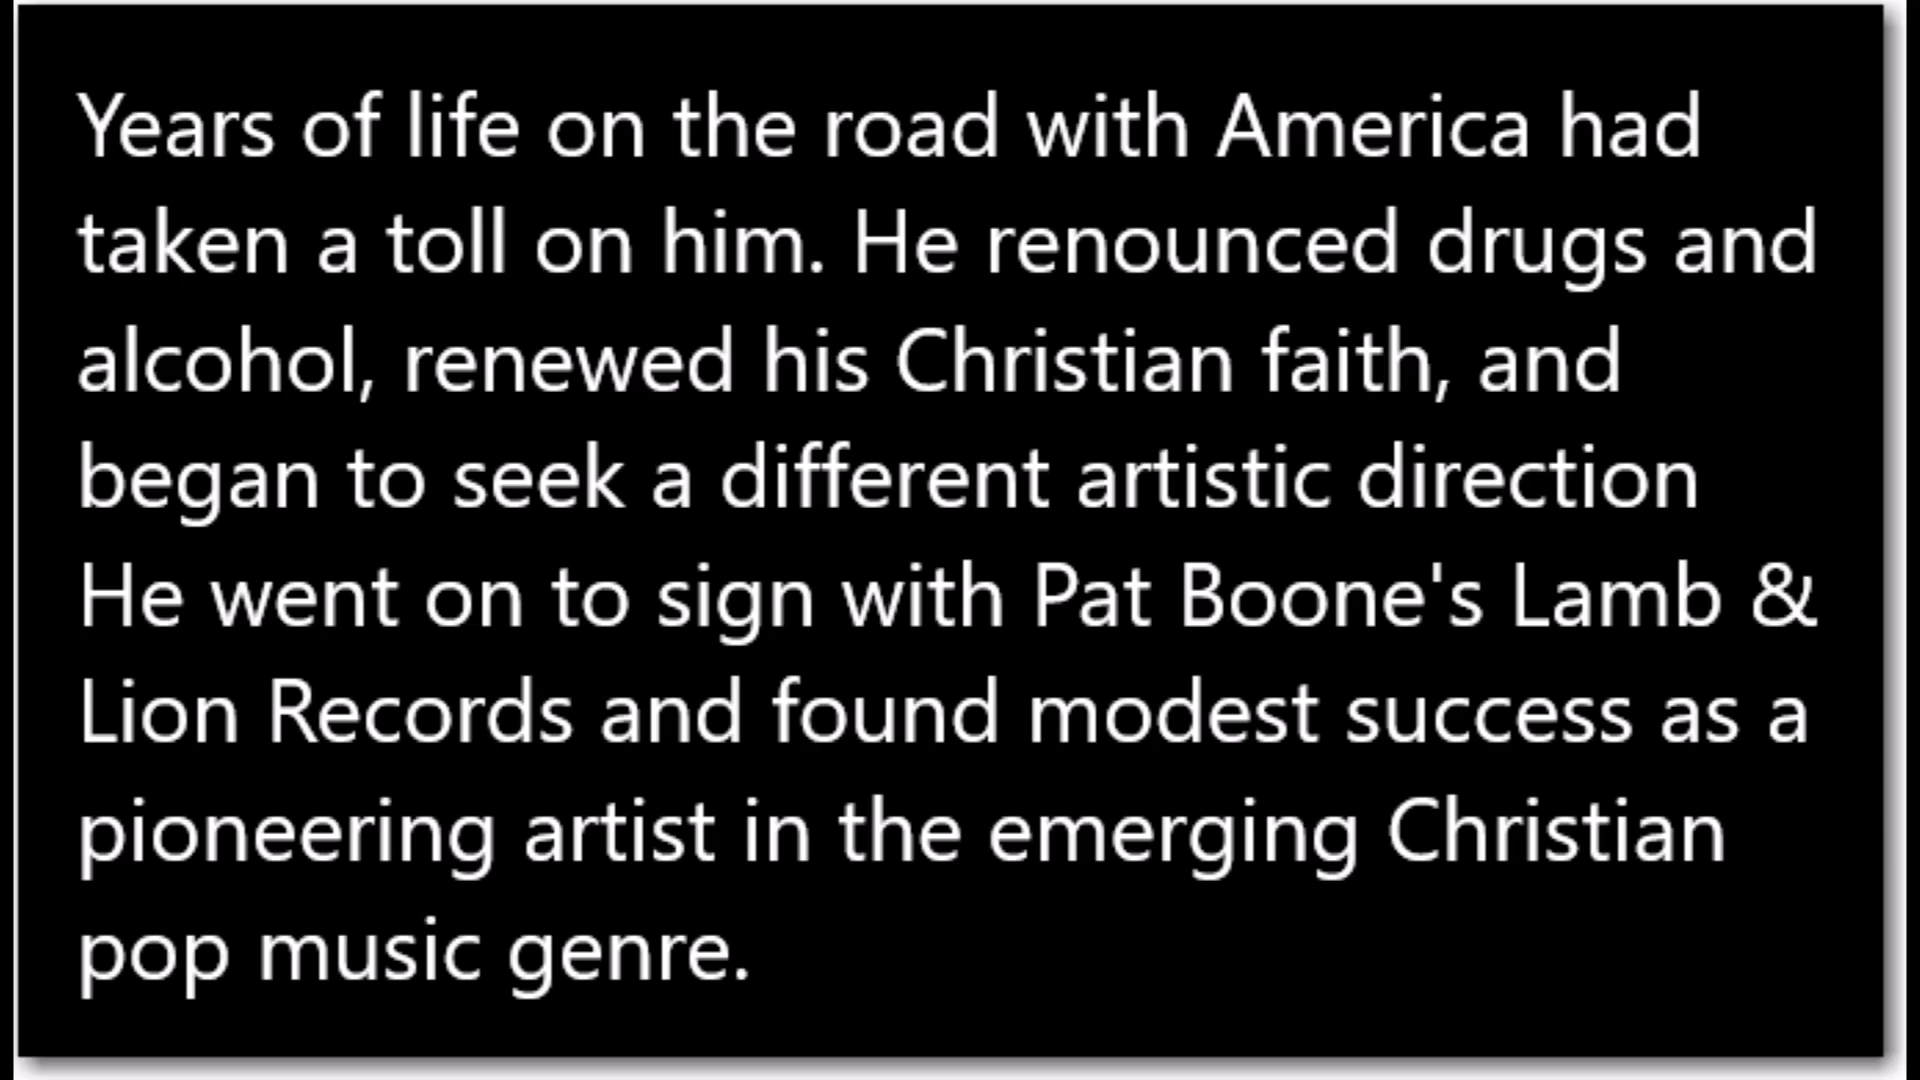 Years of life on the road with America had
taken a toll on him. He renounced drugs and
alcohol, renewed his Christian faith, and
began to seek a different artistic direction
He went on to sign with Pat Boone's Lamb &
Lion Records and found modest success as a
pioneering artist in the emerging Christian
pop music genre.